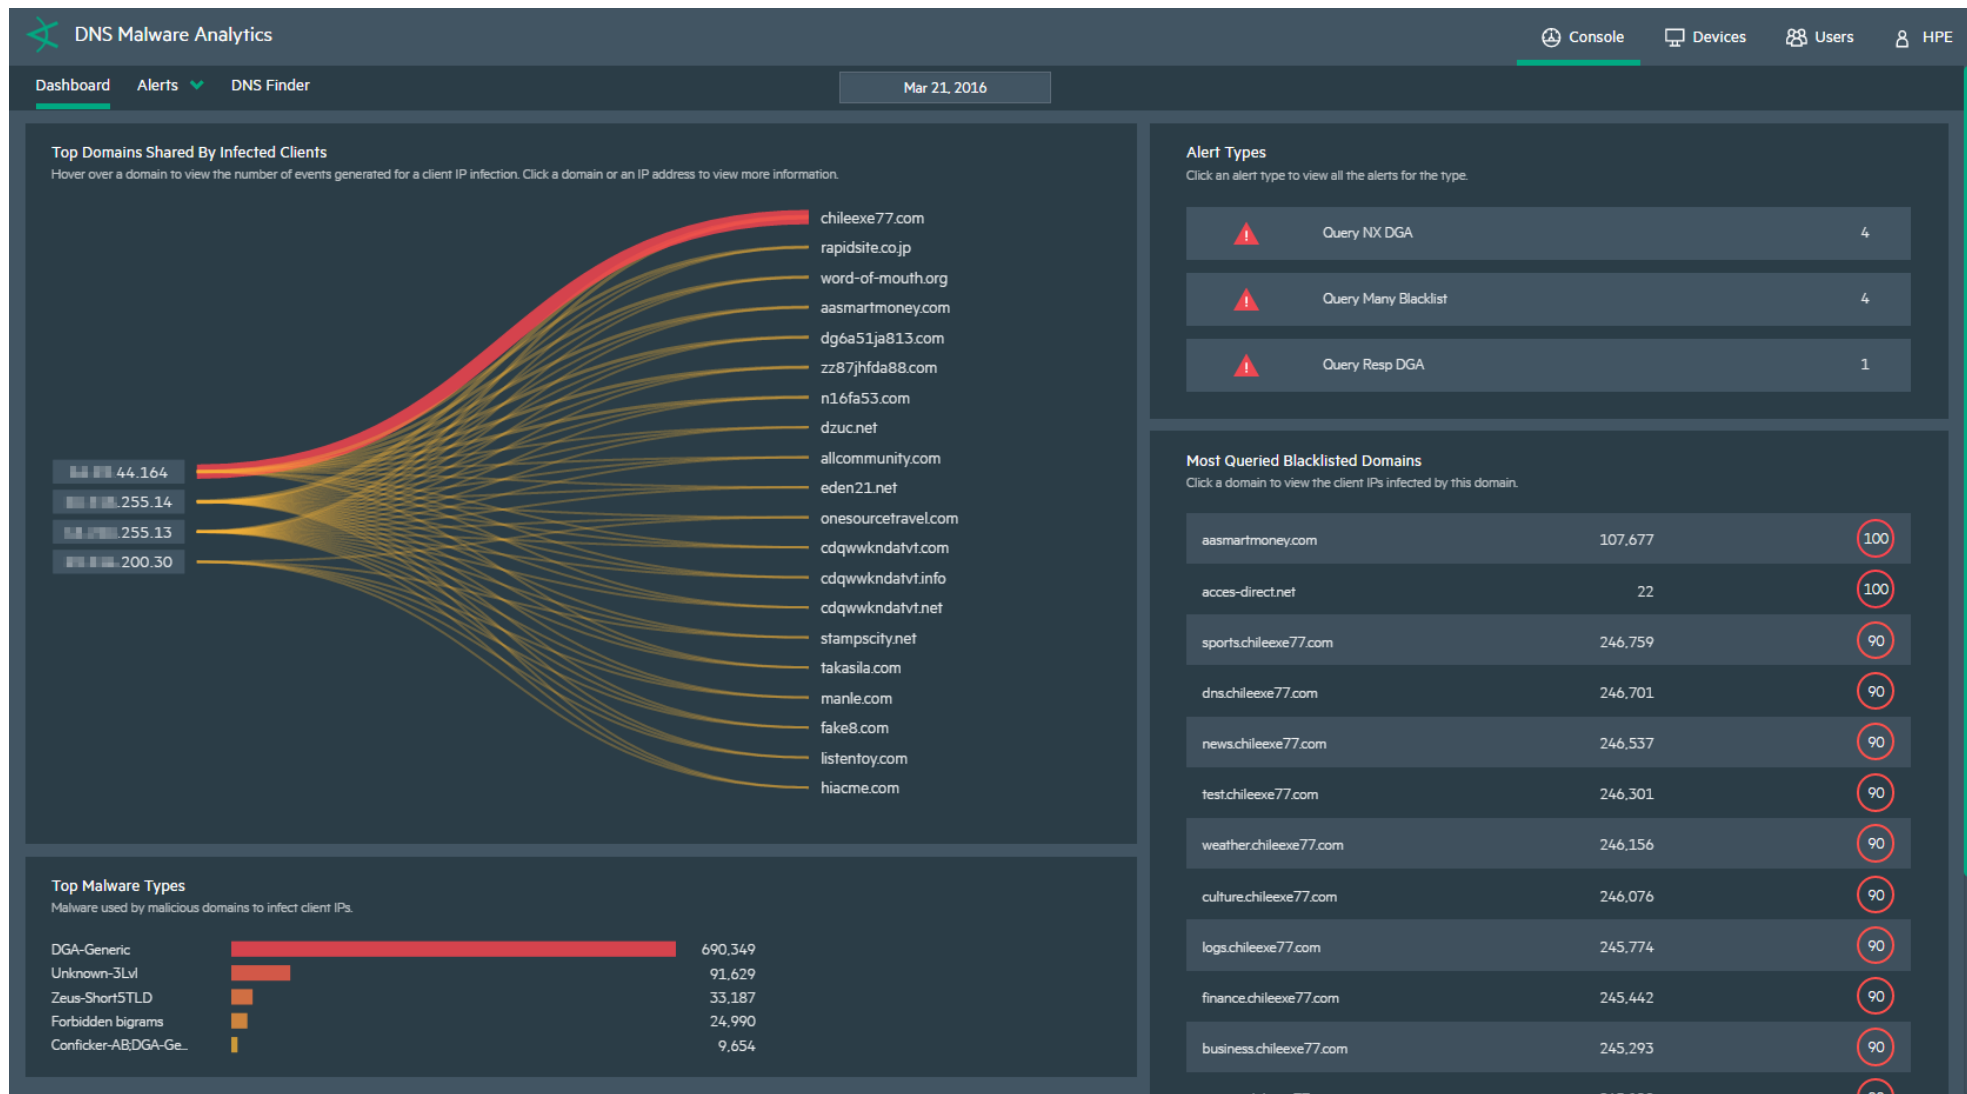 DNS Malware Analytics
Console
Devices
Users
HPE
Dashboard
Alerts
DNS Finder
Mar 21, 2016
Top Domains Shared By Infected Clients
Hover over a domain to view the number of events generated for a client IP infection. Click a domain or an IP address to view more information.
chileexe77.com
rapidsite.co.jp
word-of-mouth.org
aasmartmoney.com
dg6a51ja813.com
zz87jhfda88.com
n16fa53.com
dzuc.net
allcommunity.com
eden21.net
onesourcetravel.com
cdqwwkndatvt.com
cdqwwkndatvt.info
cdqwwkndatvt.net
stampscity.net
takasila.com
manle.com
fake8.com
listentoy.com
hiacme.com
44.164
.255.14
.255.13
200.30
Top Malware Types
Malware used by malicious domains to infect client IPs.
DGA-Generic 690,349
Unknown-3Lvl 91,629
Zeus-Short5TLD 33,187
Forbidden bigrams 24,990
Conficker-AB;DGA-Ge... 9,654
Alert Types
Click an alert type to view all the alerts for the type.
Query NX DGA 4
Query Many Blacklist 4
Query Resp DGA 1
Most Queried Blacklisted Domains
Click a domain to view the client IPs infected by this domain.
aasmartmoney.com 107,677 100
acces-direct.net 22 100
sports.chileexe77.com 246,759 90
dns.chileexe77.com 246,701 90
news.chileexe77.com 246,537 90
test.chileexe77.com 246,301 90
weather.chileexe77.com 246,156 90
culture.chileexe77.com 246,076 90
logs.chileexe77.com 245,774 90
finance.chileexe77.com 245,442 90
business.chileexe77.com 245,293 90